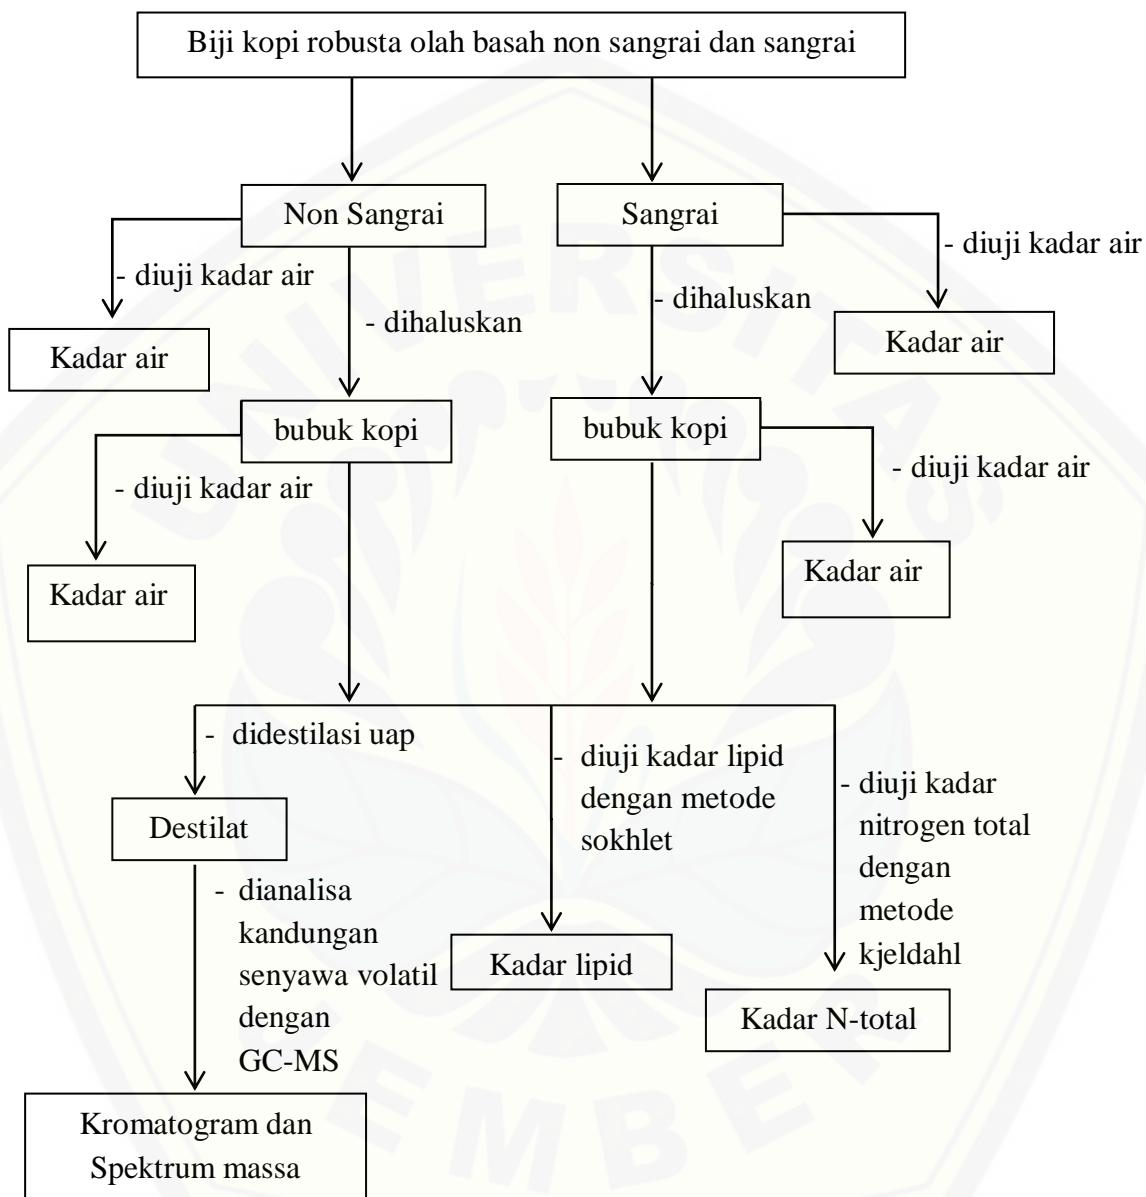 Biji kopi robusta olah basah non sangrai dan sangrai
Non Sangrai
Sangrai
- diuji kadar air
- dihaluskan
- dihaluskan
- diuji kadar air
Kadar air
Kadar air
bubuk kopi
bubuk kopi
- diuji kadar air
- diuji kadar air
Kadar air
Kadar air
- didestilasi uap
- diuji kadar lipid
dengan metode
sokhlet
- diuji kadar
nitrogen total
dengan
metode
kjeldahl
Destilat
- dianalisa
kandungan
senyawa volatil
dengan
GC-MS
Kadar lipid
Kadar N-total
Kromatogram dan
Spektrum massa
UNIVERSITAS
JEMBER